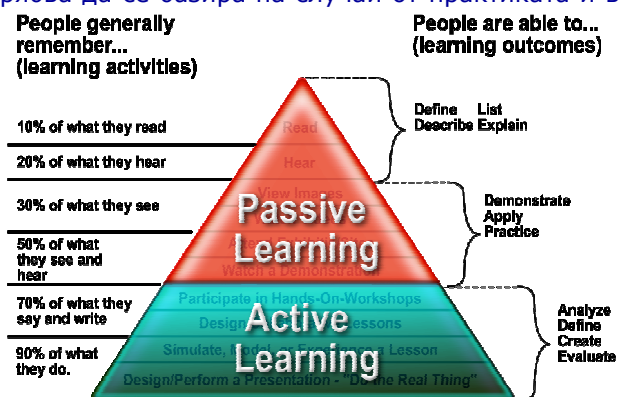 People generally
remember...
(learning activities)
People are able to...
(learning outcomes)
10% of what they read
Read
Define List
Describe Explain
20% of what they hear
Hear
30% of what they see
View Images
Demonstrate
Apply
Practice
Passive
Learning
50% of what
they see and
hear
Watch a Demonstration
70% of what they
say and write
Participate in Hands-On-Workshops
Design Lessons
Active
Learning
Analyze
Define
Create
Evaluate
90% of what
they do.
Simulate, Model, or Experience a Lesson
Design/Perform a Presentation - "Do the Real Thing"